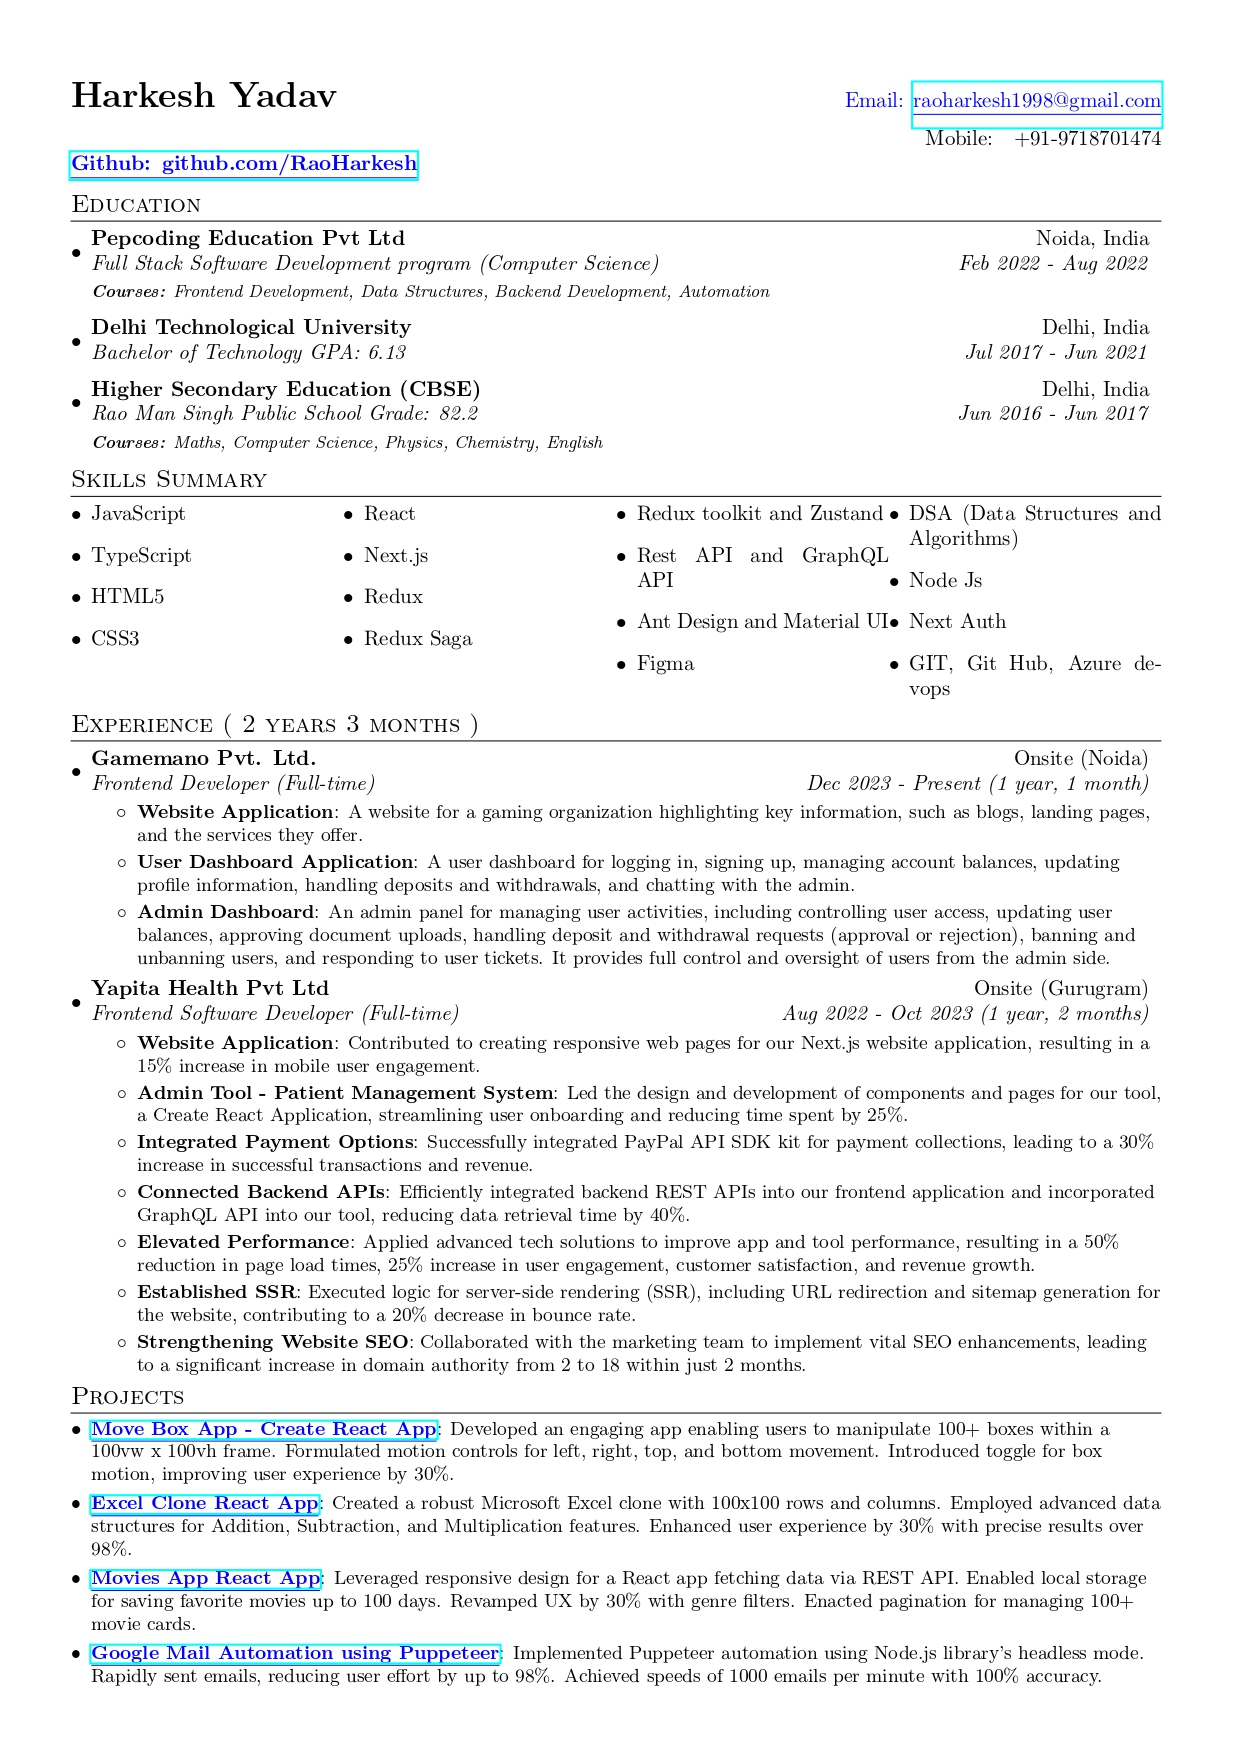 Harkesh Yadav
Email: raoharkesh1998@gmail.com
Mobile: +91-9718701474
Github: github.com/RaoHarkesh
Education
Pepcoding Education Pvt Ltd Noida, India
Full Stack Software Development program (Computer Science) Feb 2022 - Aug 2022
Courses: Frontend Development, Data Structures, Backend Development, Automation
Delhi Technological University Delhi, India
Bachelor of Technology GPA: 6.13 Jul 2017 - Jun 2021
Higher Secondary Education (CBSE) Delhi, India
Rao Man Singh Public School Grade: 82.2 Jun 2016 - Jun 2017
Courses: Maths, Computer Science, Physics, Chemistry, English
Skills Summary
• JavaScript
• TypeScript
• HTML5
• CSS3
• React
• Next.js
• Redux
• Redux Saga
• Redux toolkit and Zustand
• Rest API and GraphQL
API
• Ant Design and Material UI
• Figma
• DSA (Data Structures and
Algorithms)
• Node Js
• Next Auth
• GIT, Git Hub, Azure de-
vops
Experience ( 2 years 3 months )
Gamemano Pvt. Ltd. Onsite (Noida)
Frontend Developer (Full-time) Dec 2023 - Present (1 year, 1 month)
◦ Website Application: A website for a gaming organization highlighting key information, such as blogs, landing pages,
and the services they offer.
◦ User Dashboard Application: A user dashboard for logging in, signing up, managing account balances, updating
profile information, handling deposits and withdrawals, and chatting with the admin.
◦ Admin Dashboard: An admin panel for managing user activities, including controlling user access, updating user
balances, approving document uploads, handling deposit and withdrawal requests (approval or rejection), banning and
unbanning users, and responding to user tickets. It provides full control and oversight of users from the admin side.
Yapita Health Pvt Ltd Onsite (Gurugram)
Frontend Software Developer (Full-time) Aug 2022 - Oct 2023 (1 year, 2 months)
◦ Website Application: Contributed to creating responsive web pages for our Next.js website application, resulting in a
15% increase in mobile user engagement.
◦ Admin Tool - Patient Management System: Led the design and development of components and pages for our tool,
a Create React Application, streamlining user onboarding and reducing time spent by 25%.
◦ Integrated Payment Options: Successfully integrated PayPal API SDK kit for payment collections, leading to a 30%
increase in successful transactions and revenue.
◦ Connected Backend APIs: Efficiently integrated backend REST APIs into our frontend application and incorporated
GraphQL API into our tool, reducing data retrieval time by 40%.
◦ Elevated Performance: Applied advanced tech solutions to improve app and tool performance, resulting in a 50%
reduction in page load times, 25% increase in user engagement, customer satisfaction, and revenue growth.
◦ Established SSR: Executed logic for server-side rendering (SSR), including URL redirection and sitemap generation for
the website, contributing to a 20% decrease in bounce rate.
◦ Strengthening Website SEO: Collaborated with the marketing team to implement vital SEO enhancements, leading
to a significant increase in domain authority from 2 to 18 within just 2 months.
Projects
• Move Box App - Create React App: Developed an engaging app enabling users to manipulate 100+ boxes within a
100vw x 100vh frame. Formulated motion controls for left, right, top, and bottom movement. Introduced toggle for box
motion, improving user experience by 30%.
• Excel Clone React App: Created a robust Microsoft Excel clone with 100x100 rows and columns. Employed advanced data
structures for Addition, Subtraction, and Multiplication features. Enhanced user experience by 30% with precise results over
98%.
• Movies App React App: Leveraged responsive design for a React app fetching data via REST API. Enabled local storage
for saving favorite movies up to 100 days. Revamped UX by 30% with genre filters. Enacted pagination for managing 100+
movie cards.
• Google Mail Automation using Puppeteer: Implemented Puppeteer automation using Node.js library's headless mode.
Rapidly sent emails, reducing user effort by up to 98%. Achieved speeds of 1000 emails per minute with 100% accuracy.